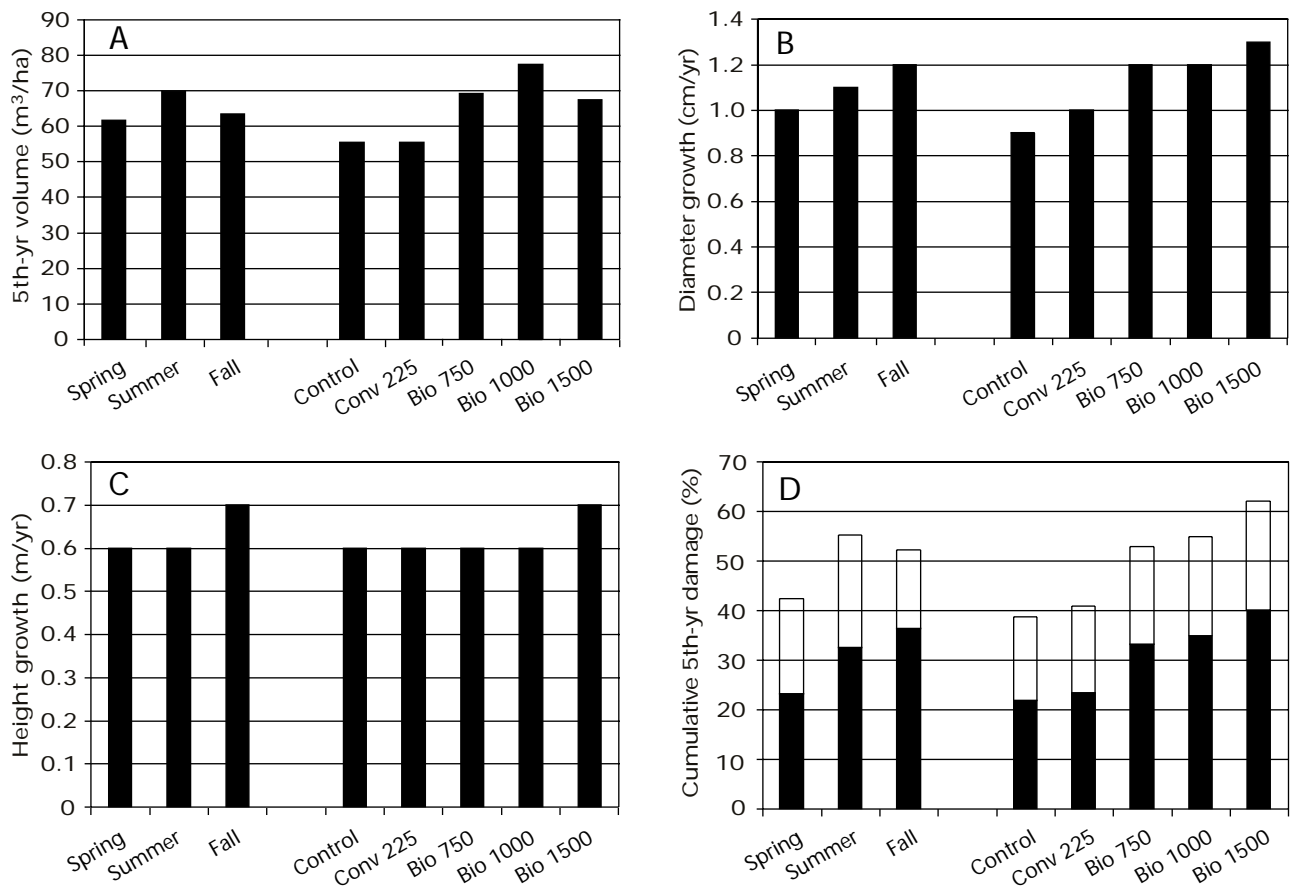 A
5th-yr volume (m³/ha)
90
80
70
60
50
40
30
20
10
0
Spring
Summer
Fall
Control
Conv 225
Bio 750
Bio 1000
Bio 1500
B
Diameter growth (cm/yr)
1.4
1.2
1.0
0.8
0.6
0.4
0.2
0
Spring
Summer
Fall
Control
Conv 225
Bio 750
Bio 1000
Bio 1500
C
Height growth (m/yr)
0.8
0.7
0.6
0.5
0.4
0.3
0.2
0.1
0
Spring
Summer
Fall
Control
Conv 225
Bio 750
Bio 1000
Bio 1500
D
Cumulative 5th-yr damage (%)
70
60
50
40
30
20
10
0
Spring
Summer
Fall
Control
Conv 225
Bio 750
Bio 1000
Bio 1500